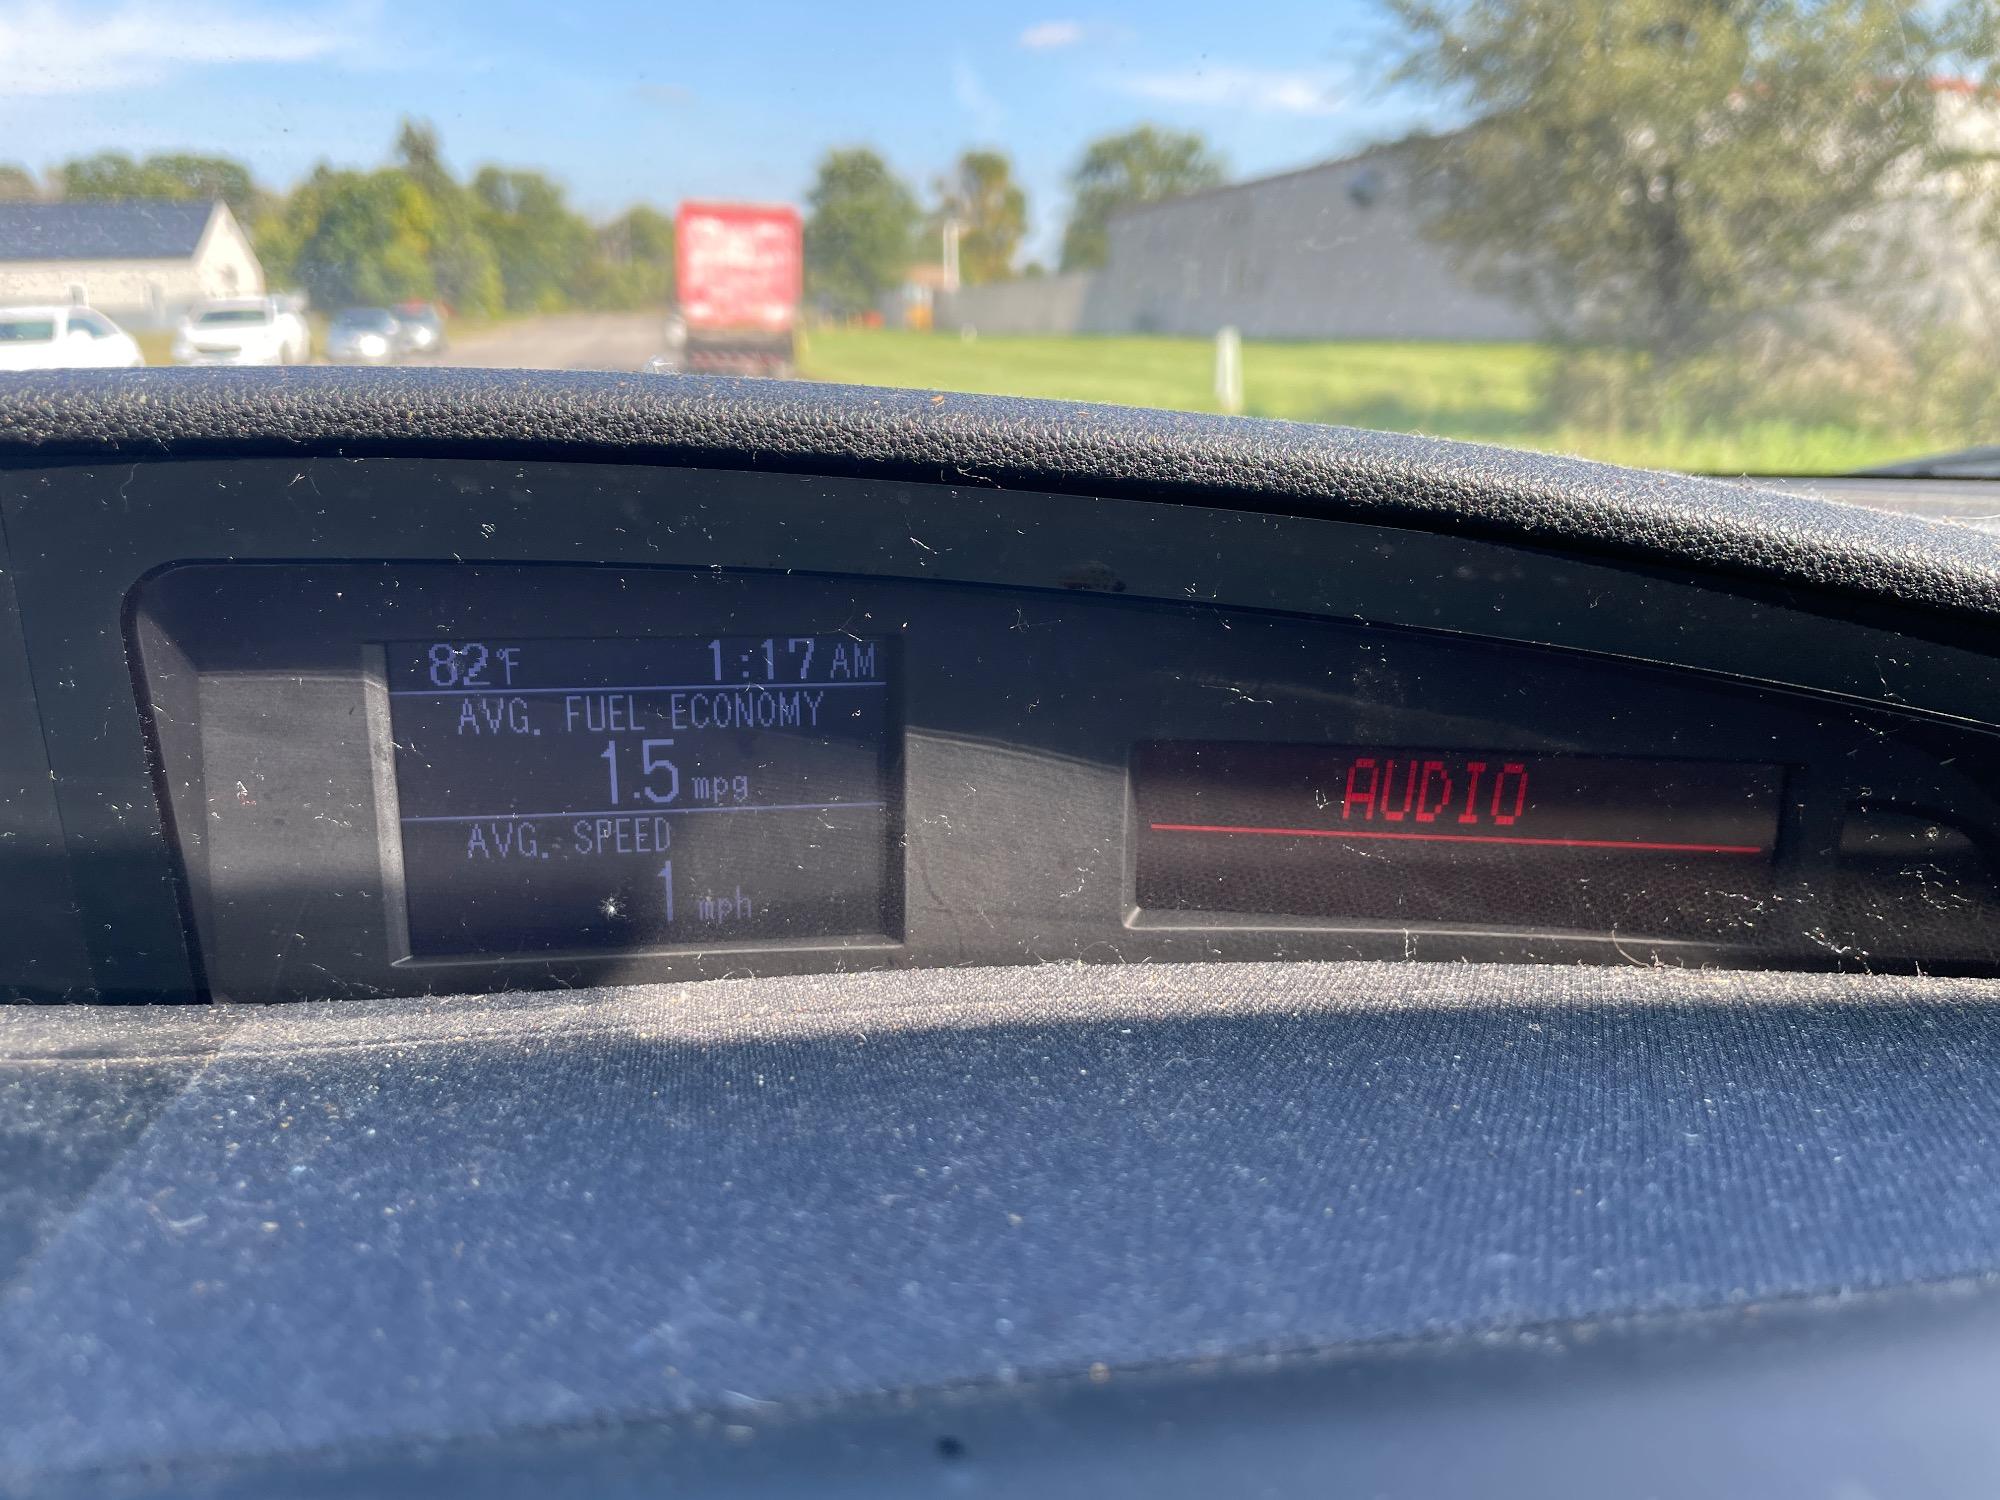 82°F 1:17 AM
AVG. FUEL ECONOMY
1.5 mpg
AVG. SPEED
1 mph
AUDIO